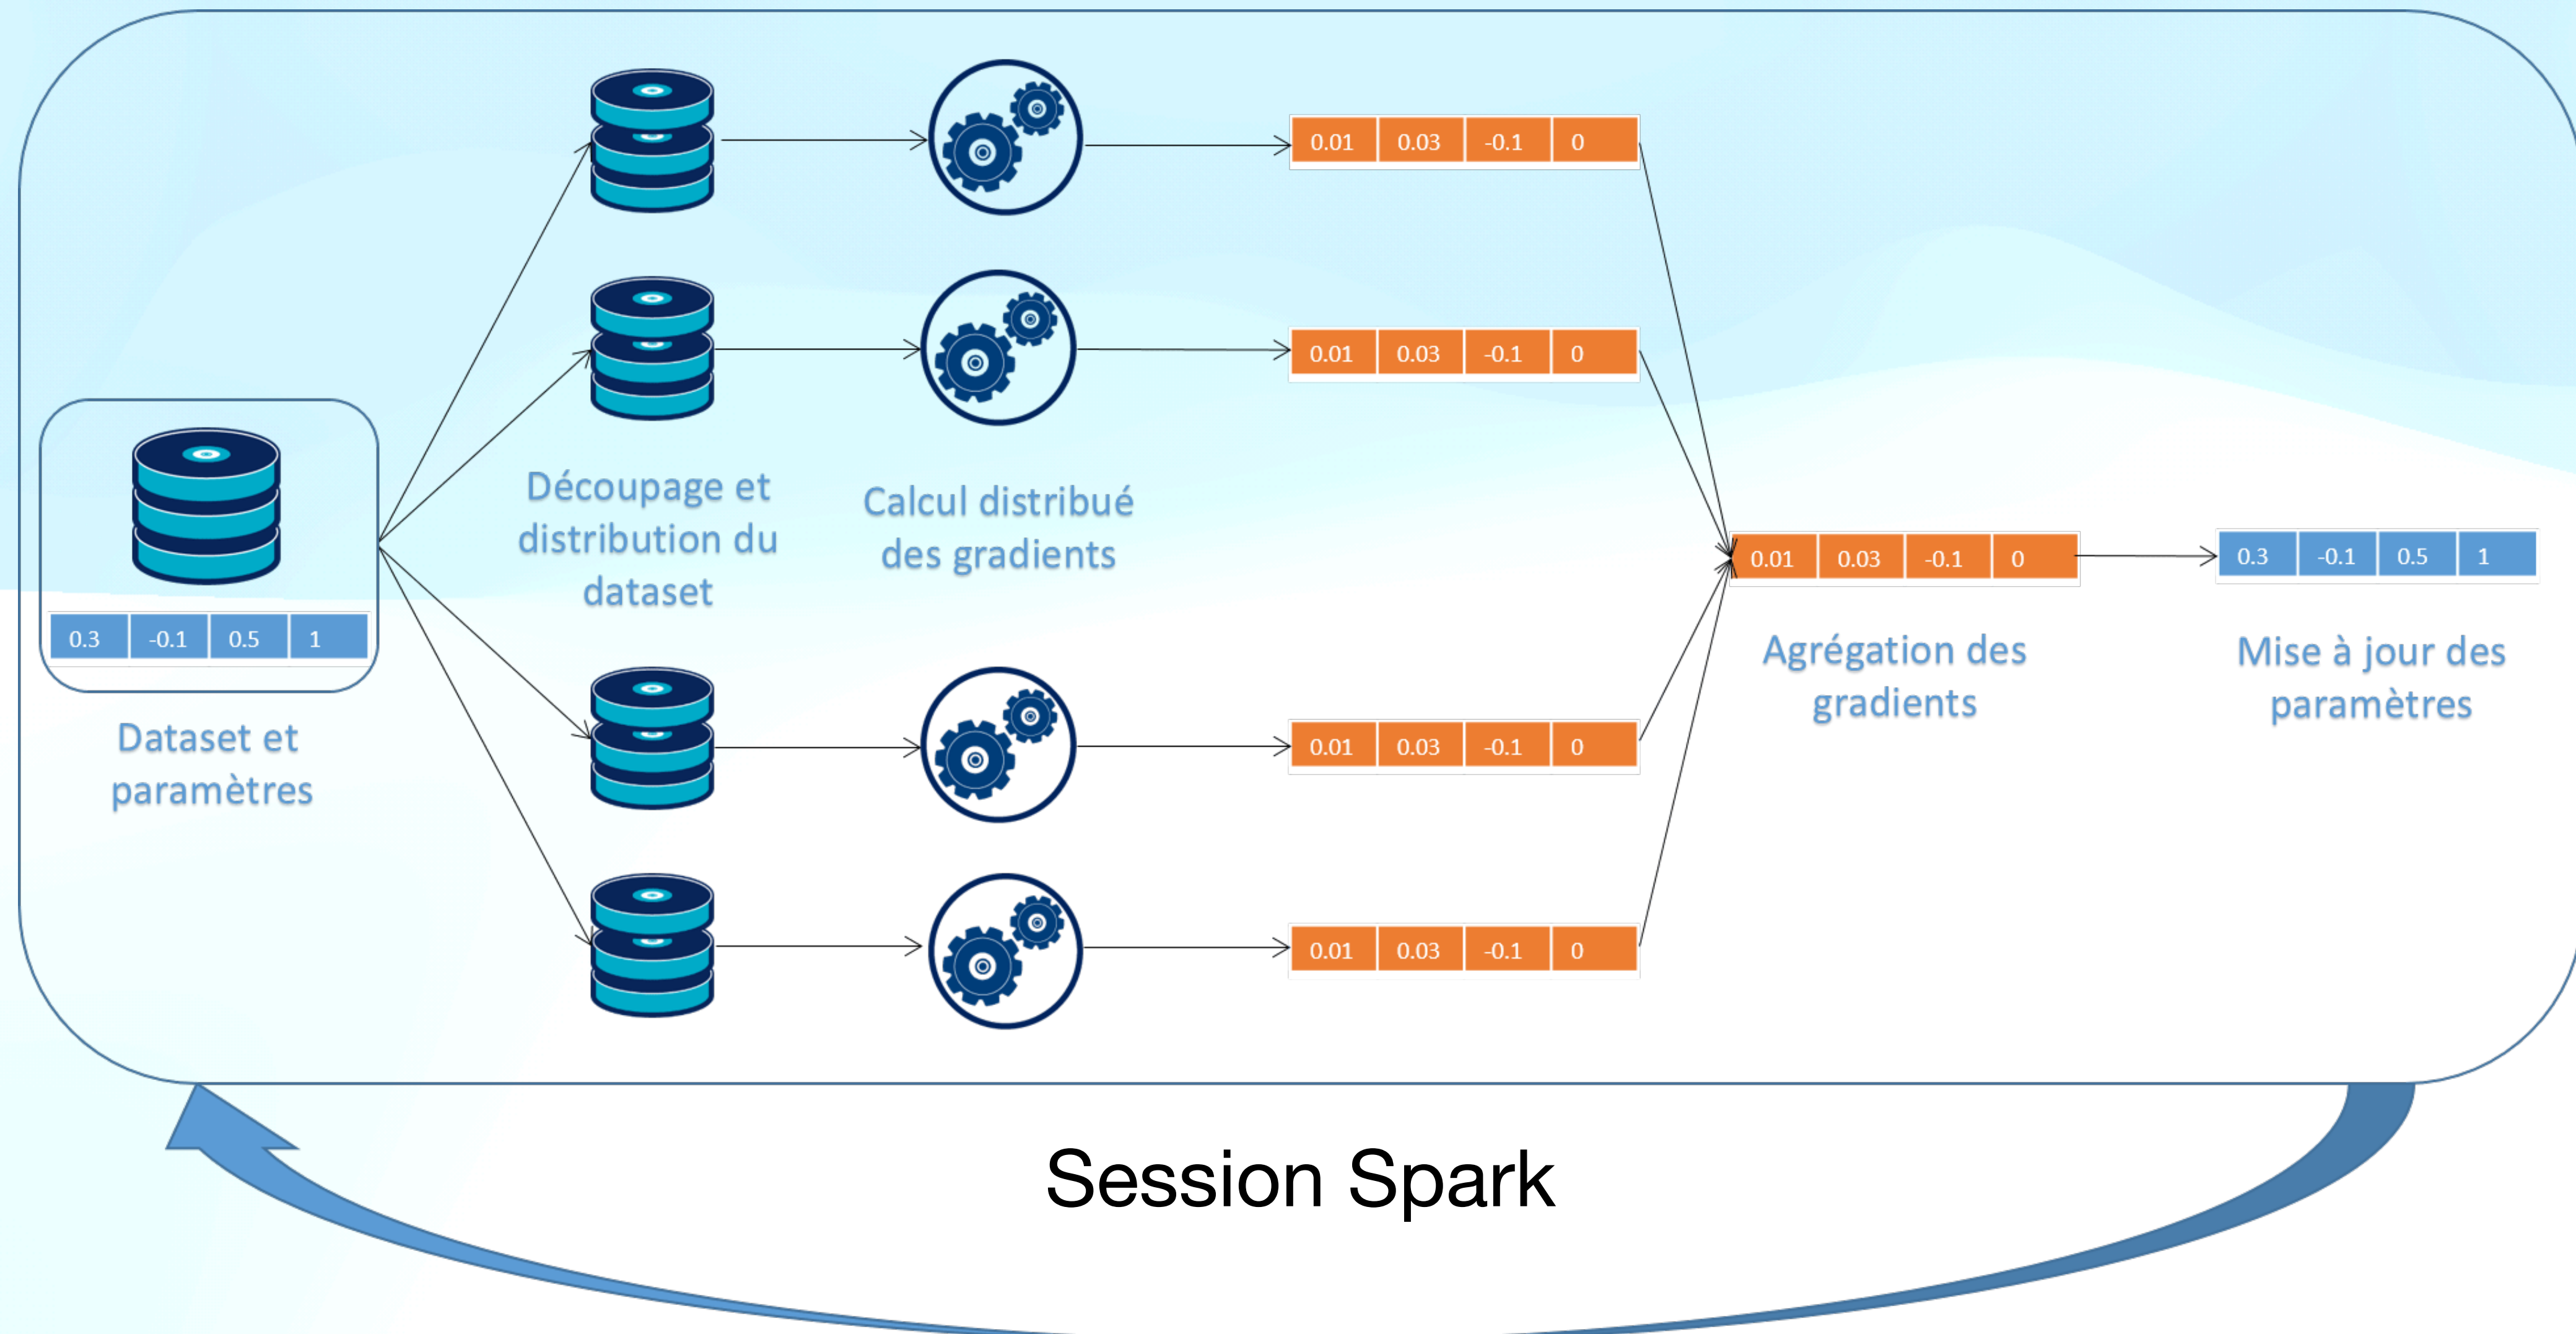 0.01 0.03 -0.1 0
0.01 0.03 -0.1 0
Découpage et
distribution du
dataset
Calcul distribué
des gradients
0.3 -0.1 0.5 1
Dataset et
paramètres
0.01 0.03 -0.1 0
0.01 0.03 -0.1 0
0.01 0.03 -0.1 0
Agrégation des
gradients
0.3 -0.1 0.5 1
Mise à jour des
paramètres
Session Spark